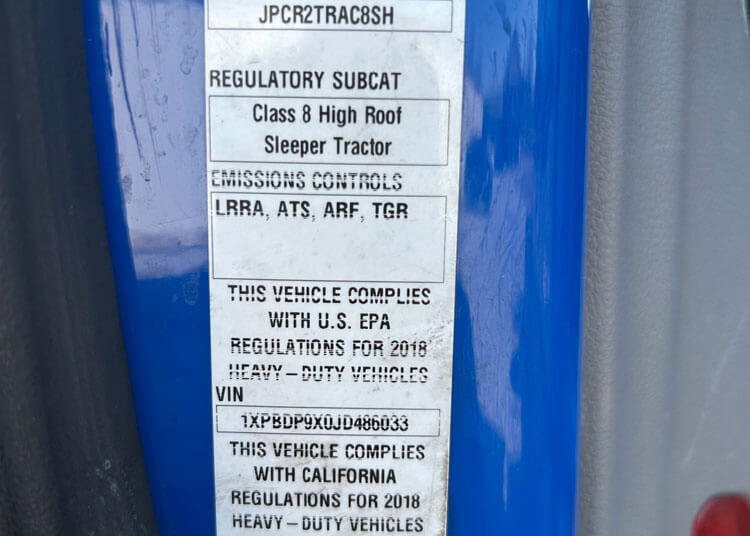 JPCR2TRAC8SH
REGULATORY SUBCAT
Class 8 High Roof
Sleeper Tractor
EMISSIONS CONTROLS
LRRA, ATS, ARF, TGR
THIS VEHICLE COMPLIES
WITH U.S. EPA
REGULATIONS FOR 2018
HEAVY-DUTY VEHICLES
VIN
1XPBDP9X0JD486033
THIS VEHICLE COMPLIES
WITH CALIFORNIA
REGULATIONS FOR 2018
HEAVY-DUTY VEHICLES